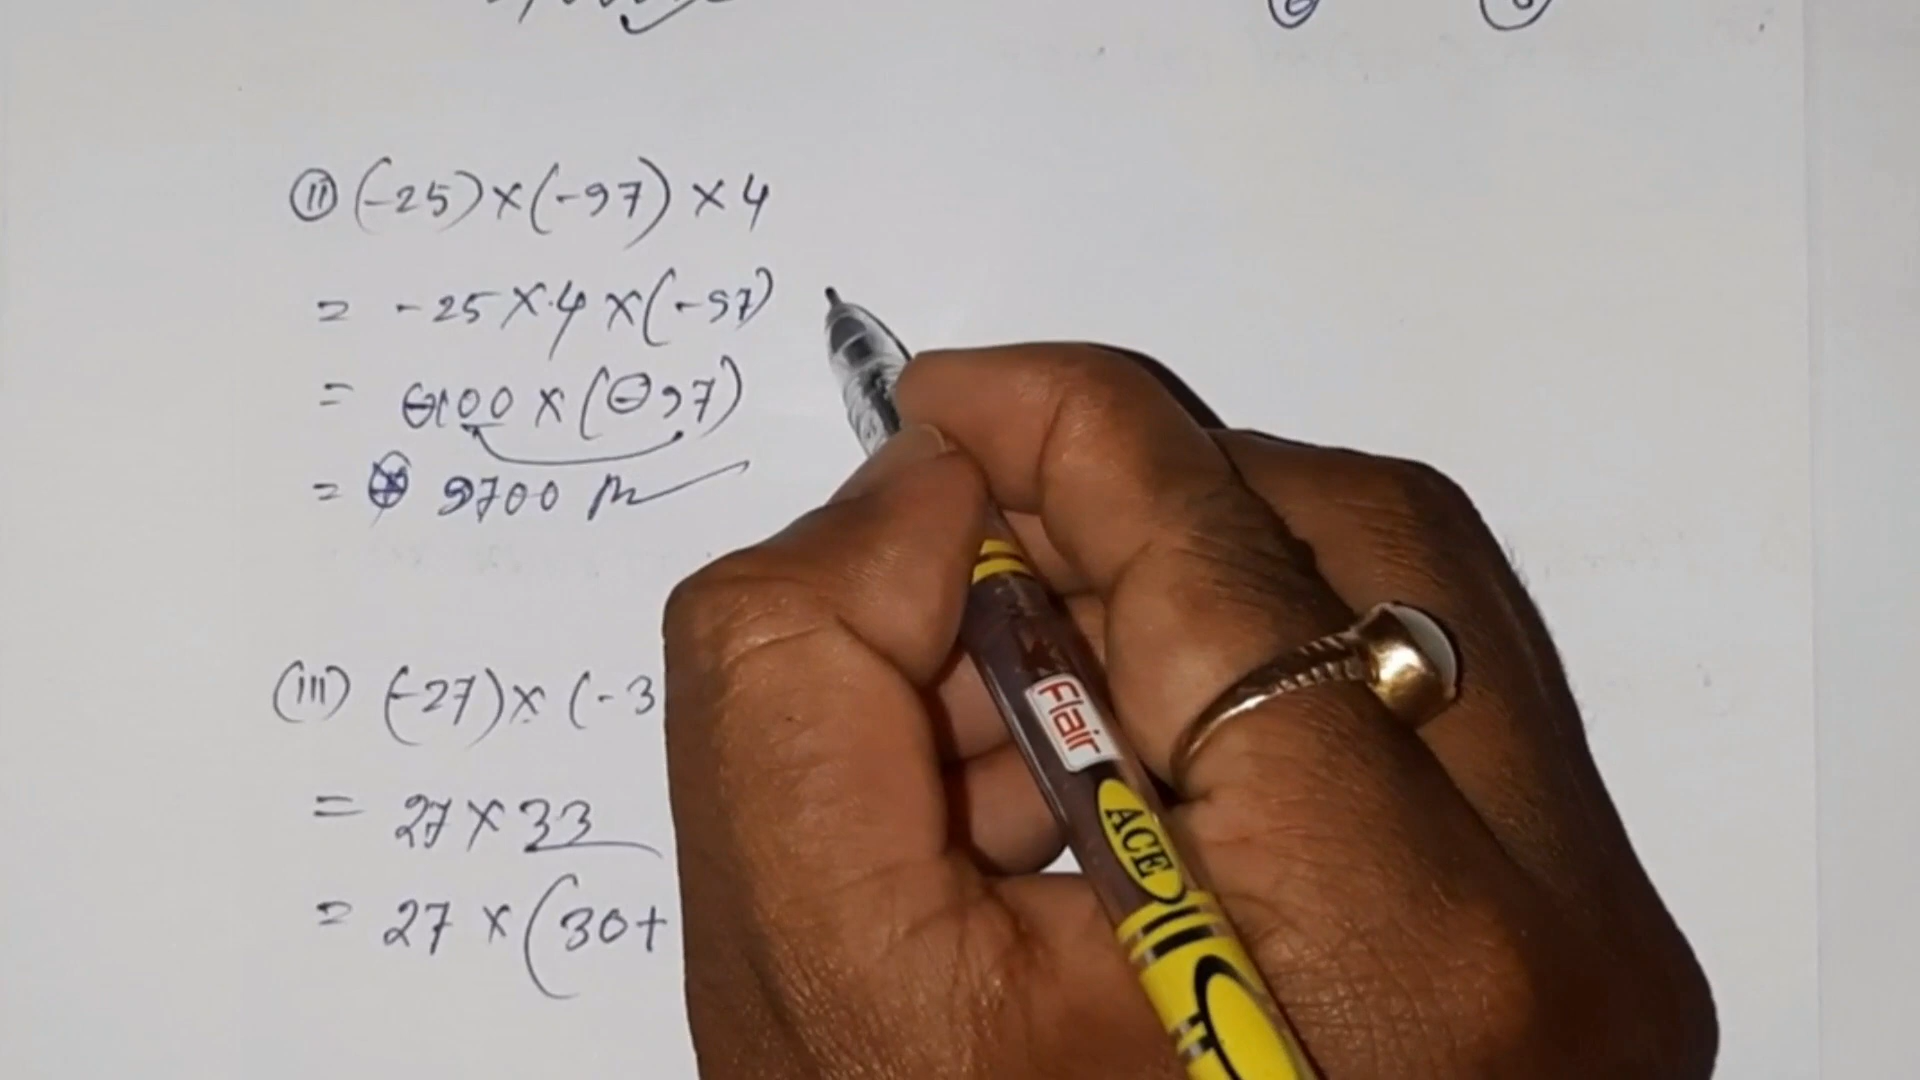 (ii) (-25) × (-97) × 4
= -25 × 4 × (-97)
= -100 × (-97)
= + 9700
(iii) (-27) × (-3
= 27 × 33
= 27 × (30+
Flair
ACE